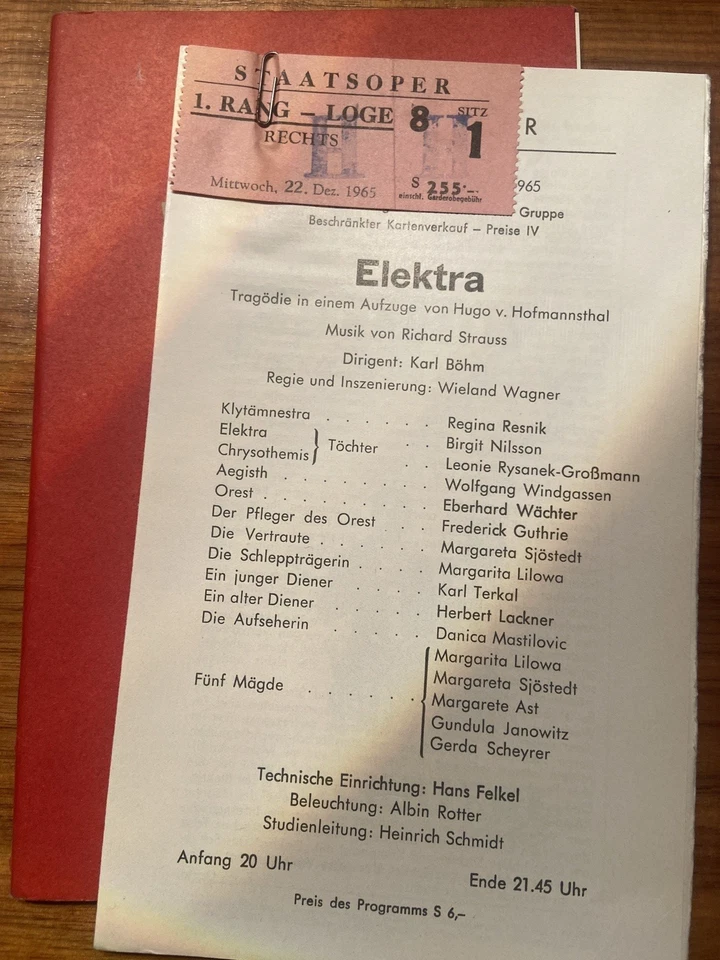 STAATSOPER
1. RANG – LOGE 8 SITZ 1
RECHTS
Mittwoch, 22. Dez. 1965 S 255·–
einschl. Garderobegebühr
R
965
Gruppe
Beschränkter Kartenverkauf – Preise IV
Elektra
Tragödie in einem Aufzuge von Hugo v. Hofmannsthal
Musik von Richard Strauss
Dirigent: Karl Böhm
Regie und Inszenierung: Wieland Wagner
Klytämnestra . . . . . . Regina Resnik
Elektra } Töchter . . Birgit Nilsson
Chrysothemis } . . Leonie Rysanek-Großmann
Aegisth . . . . . . . Wolfgang Windgassen
Orest . . . . . . . . Eberhard Wächter
Der Pfleger des Orest . . Frederick Guthrie
Die Vertraute . . . . . . Margareta Sjöstedt
Die Schleppträgerin . . . . Margarita Lilowa
Ein junger Diener . . . . Karl Terkal
Ein alter Diener . . . . . Herbert Lackner
Die Aufseherin . . . . . Danica Mastilovic
Fünf Mägde . . . . . . { Margarita Lilowa
Margareta Sjöstedt
Margarete Ast
Gundula Janowitz
Gerda Scheyrer
Technische Einrichtung: Hans Felkel
Beleuchtung: Albin Rotter
Studienleitung: Heinrich Schmidt
Anfang 20 Uhr Ende 21.45 Uhr
Preis des Programms S 6,–